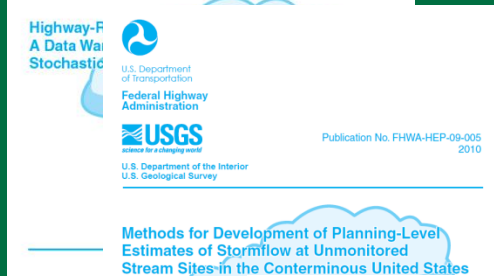 Highway-R
A Data Wa
Stochastic
U.S. Department
of Transportation
Federal Highway
Administration
USGS
science for a changing world
Publication No. FHWA-HEP-09-005
2010
U.S. Department of the Interior
U.S. Geological Survey
Methods for Development of Planning-Level
Estimates of Stormflow at Unmonitored
Stream Sites in the Conterminous United States